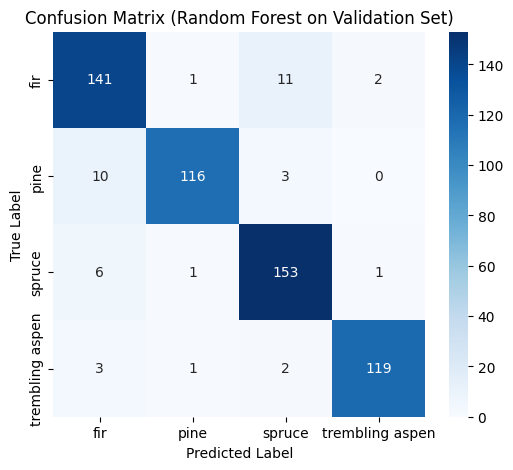 Confusion Matrix (Random Forest on Validation Set)
True Label
fir
141 1 11 2
pine
10 116 3 0
spruce
6 1 153 1
trembling aspen
3 1 2 119
fir pine spruce trembling aspen
Predicted Label
140
120
100
80
60
40
20
0